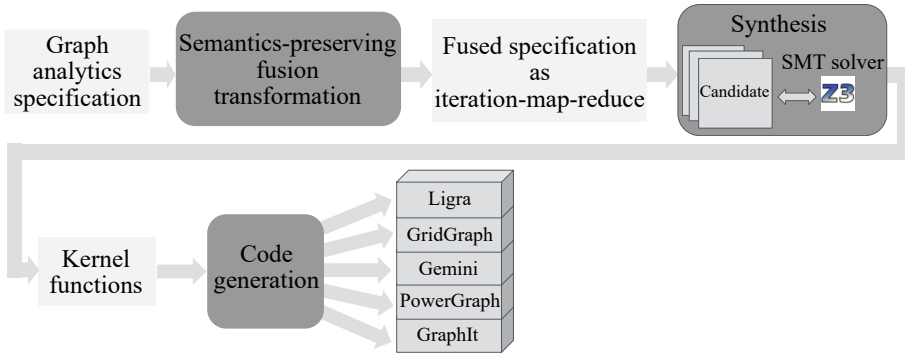 Graph
analytics
specification
Semantics-preserving
fusion
transformation
Fused specification
as
iteration-map-reduce
Synthesis
SMT solver
Candidate
Z3
Kernel
functions
Code
generation
Ligra
GridGraph
Gemini
PowerGraph
GraphIt